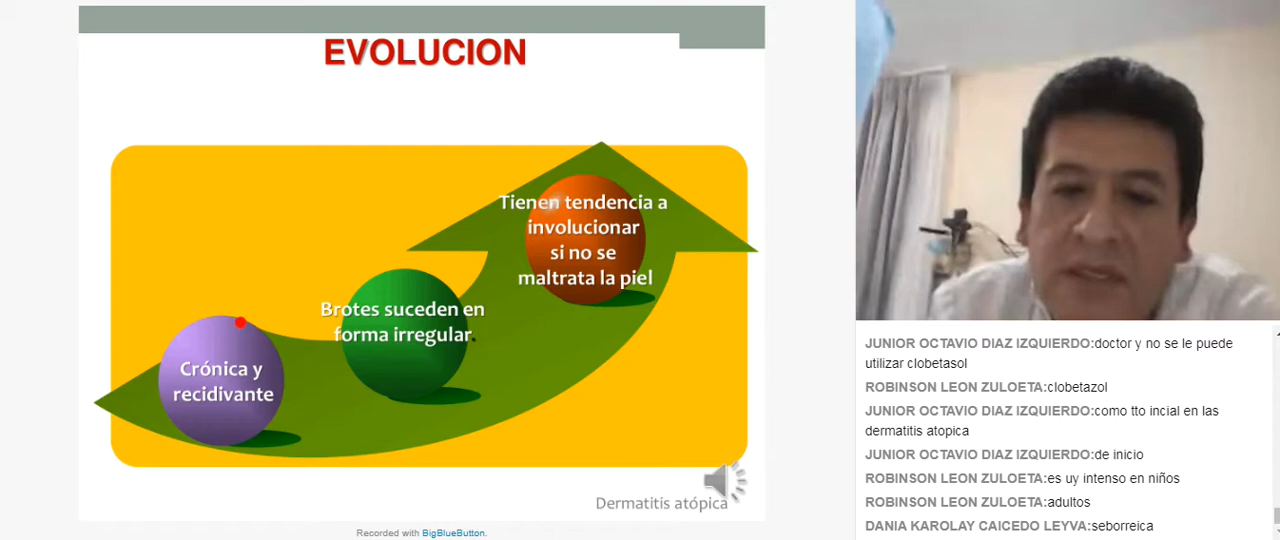 EVOLUCION
Tienen tendencia a
involucionar
si no se
maltrata la piel
Brotes suceden en
forma irregular.
Crónica y
recidivante
Dermatitis atópica
Recorded with BigBlueButton.
JUNIOR OCTAVIO DIAZ IZQUIERDO:doctor y no se le puede
utilizar clobetasol
ROBINSON LEON ZULOETA:clobetazol
JUNIOR OCTAVIO DIAZ IZQUIERDO:como tto incial en las
dermatitis atopica
JUNIOR OCTAVIO DIAZ IZQUIERDO:de inicio
ROBINSON LEON ZULOETA:es uy intenso en niños
ROBINSON LEON ZULOETA:adultos
DANIA KAROLAY CAICEDO LEYVA:seborreica